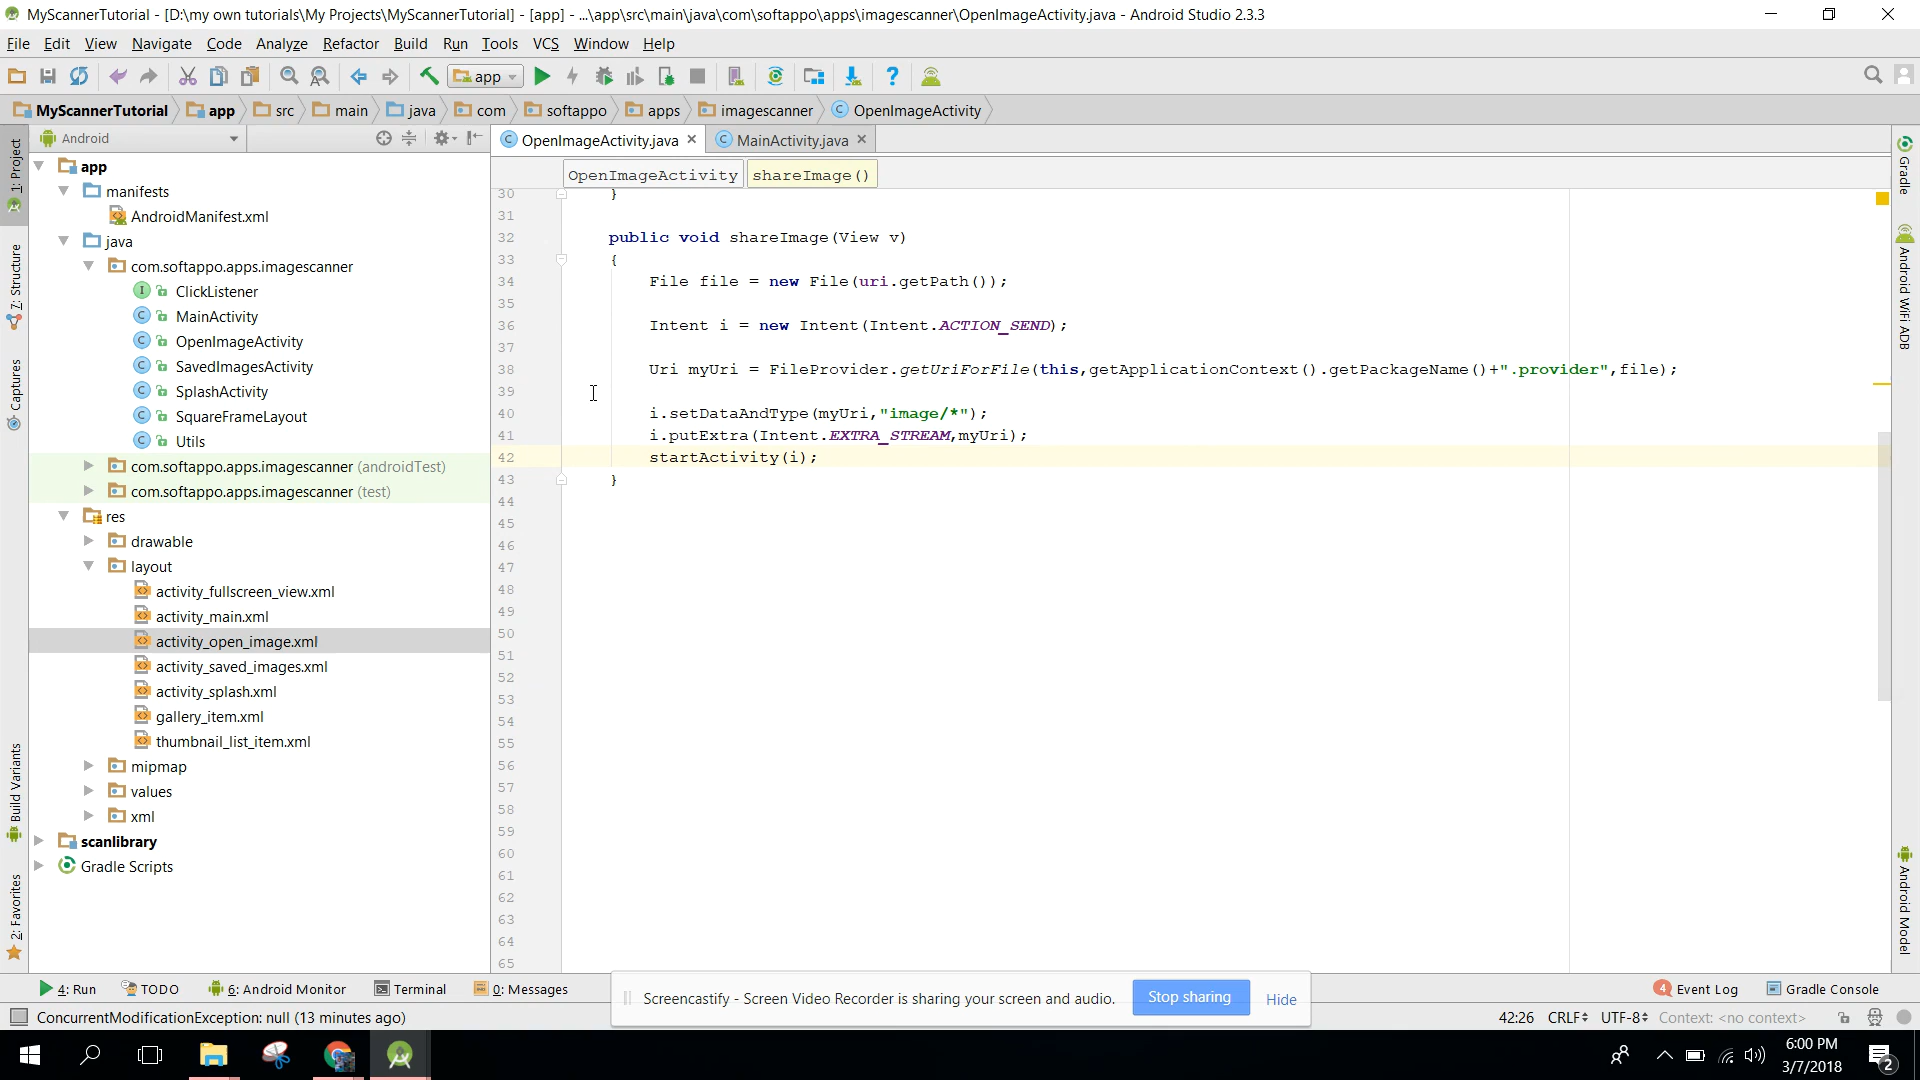 MyScannerTutorial - [D:\my own tutorials\My Projects\MyScannerTutorial] - [app] - ...\app\src\main\java\com\softappo\apps\imagescanner\OpenImageActivity.java - Android Studio 2.3.3
File Edit View Navigate Code Analyze Refactor Build Run Tools VCS Window Help
app
MyScannerTutorial app src main java com softappo apps imagescanner OpenImageActivity
Android
OpenImageActivity.java MainActivity.java
OpenImageActivity shareImage()
1: Project
7: Structure
Captures
Build Variants
2: Favorites
app
manifests
AndroidManifest.xml
java
com.softappo.apps.imagescanner
ClickListener
MainActivity
OpenImageActivity
SavedImagesActivity
SplashActivity
SquareFrameLayout
Utils
com.softappo.apps.imagescanner (androidTest)
com.softappo.apps.imagescanner (test)
res
drawable
layout
activity_fullscreen_view.xml
activity_main.xml
activity_open_image.xml
activity_saved_images.xml
activity_splash.xml
gallery_item.xml
thumbnail_list_item.xml
mipmap
values
xml
scanlibrary
Gradle Scripts
30 }
31
32 public void shareImage(View v)
33 {
34 File file = new File(uri.getPath());
35
36 Intent i = new Intent(Intent.ACTION_SEND);
37
38 Uri myUri = FileProvider.getUriForFile(this,getApplicationContext().getPackageName()+".provider",file);
39
40 i.setDataAndType(myUri,"image/*");
41 i.putExtra(Intent.EXTRA_STREAM,myUri);
42 startActivity(i);
43 }
44
45
46
47
48
49
50
51
52
53
54
55
56
57
58
59
60
61
62
63
64
65
Gradle
Android WiFi ADB
Android Model
4: Run TODO 6: Android Monitor Terminal 0: Messages
4 Event Log Gradle Console
Screencastify - Screen Video Recorder is sharing your screen and audio. Stop sharing Hide
ConcurrentModificationException: null (13 minutes ago)
42:26 CRLF UTF-8 Context: <no context>
6:00 PM
3/7/2018
2